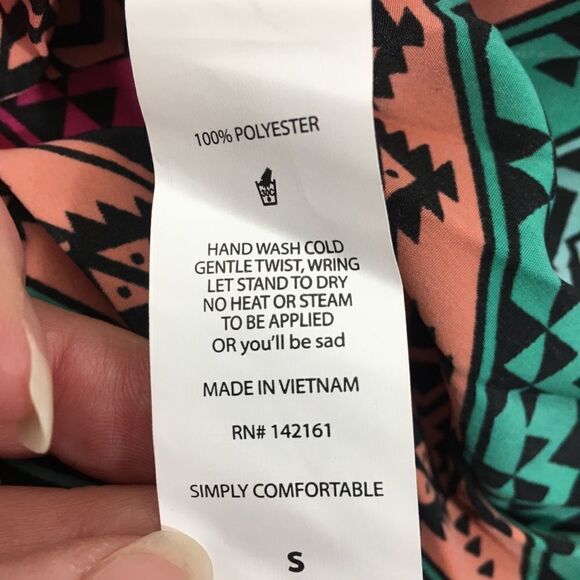 100% POLYESTER
30C
HAND WASH COLD
GENTLE TWIST, WRING
LET STAND TO DRY
NO HEAT OR STEAM
TO BE APPLIED
OR you'll be sad
MADE IN VIETNAM
RN# 142161
SIMPLY COMFORTABLE
S